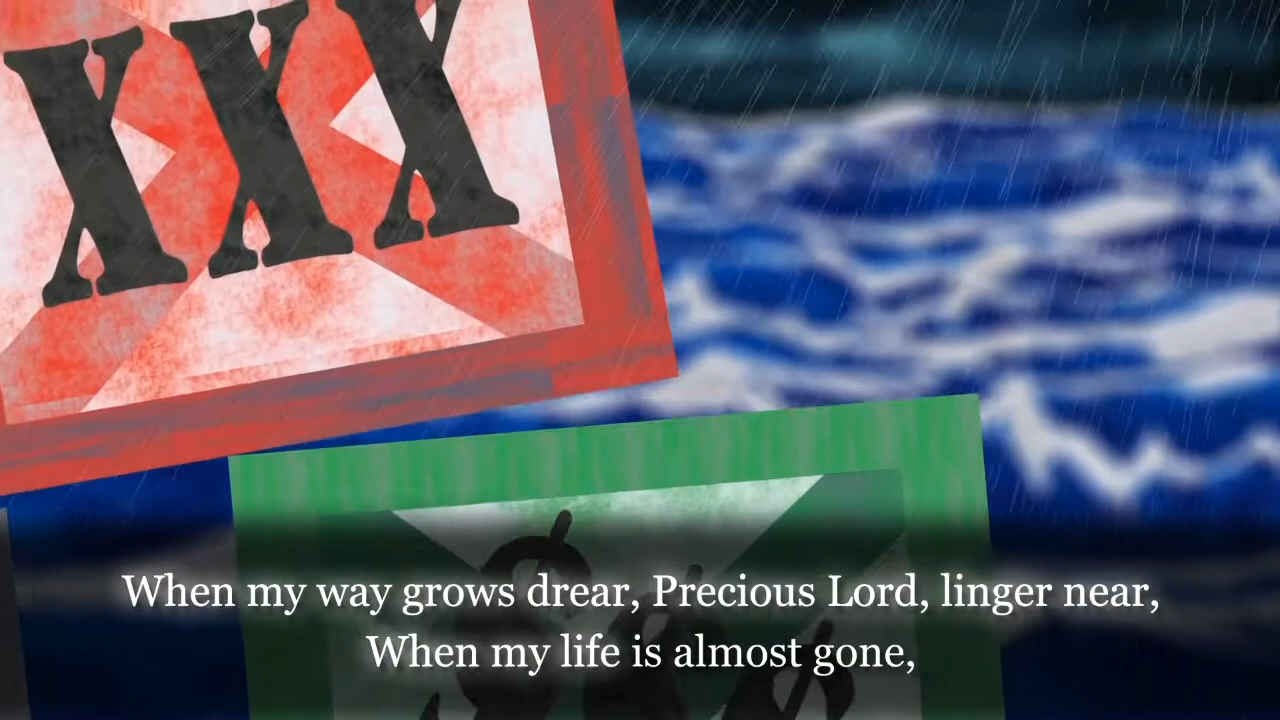 XXX
$$$
When my way grows drear, Precious Lord, linger near,
When my life is almost gone,